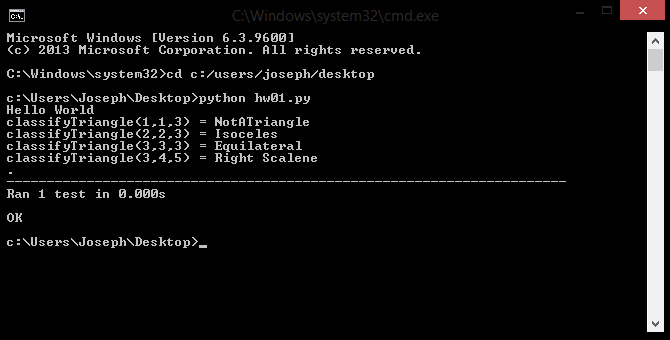 C:\Windows\system32\cmd.exe
Microsoft Windows [Version 6.3.9600]
(c) 2013 Microsoft Corporation. All rights reserved.
C:\Windows\system32>cd c:/users/joseph/desktop
c:\Users\Joseph\Desktop>python hw01.py
Hello World
classifyTriangle(1,1,3) = NotATriangle
classifyTriangle(2,2,3) = Isoceles
classifyTriangle(3,3,3) = Equilateral
classifyTriangle(3,4,5) = Right Scalene
.
----------------------------------------------------------------------
Ran 1 test in 0.000s
OK
c:\Users\Joseph\Desktop>_